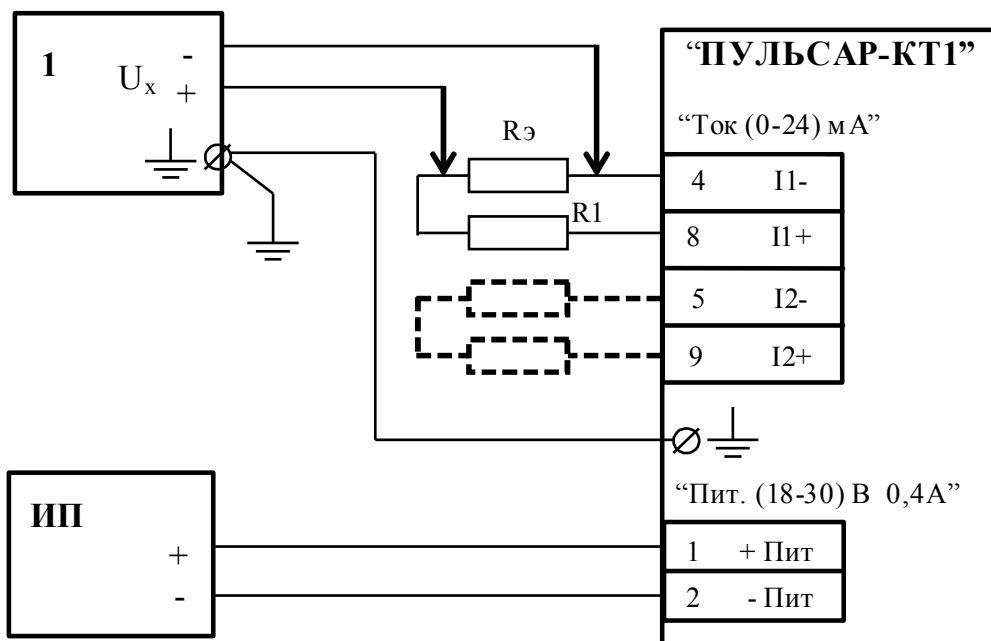 1
Uₓ
-
+
“ПУЛЬСАР-КТ1”
“Ток (0-24) мА”
Rэ
4 I1-
R1
8 I1+
5 I2-
9 I2+
“Пит. (18-30) В 0,4А”
ИП
+
-
1 + Пит
2 - Пит